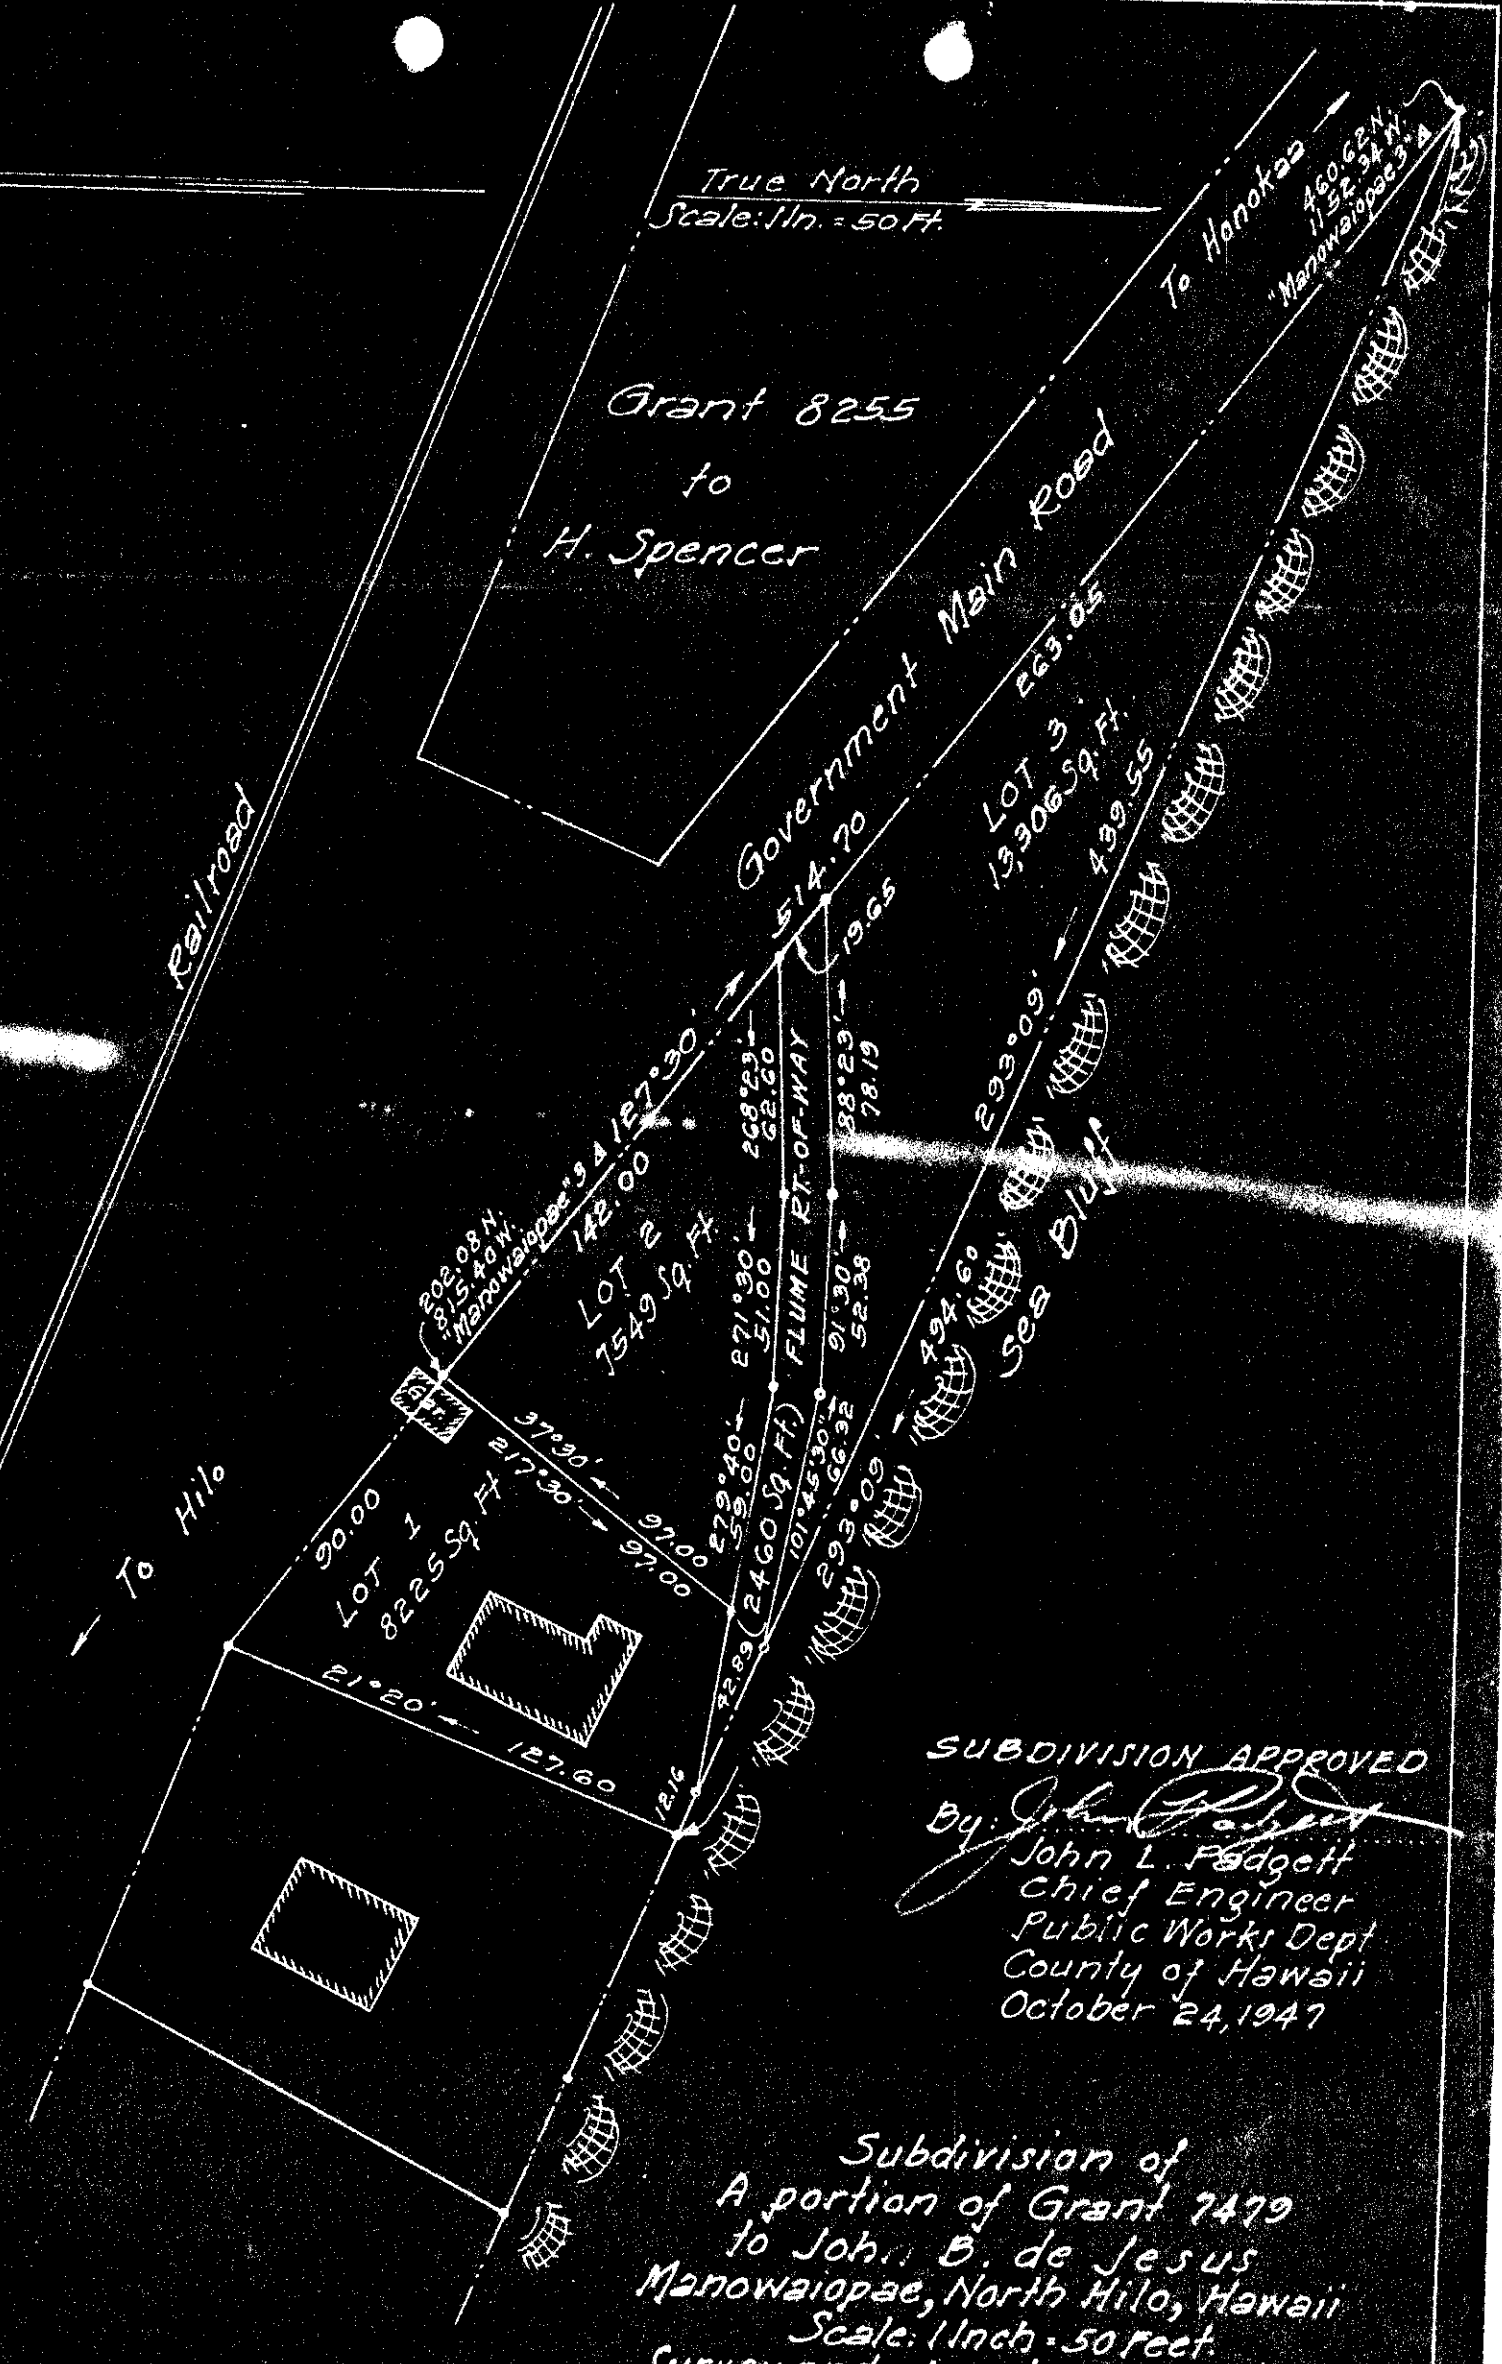 True North
Scale: 1 In. = 50 Ft.
To Honokaa
460.62 N.
1152.34 W.
"Manowaiopae 3" Δ
Grant 8255
to
H. Spencer
Government Main Road
Railroad
263.05
LOT 3
13,306 Sq. Ft.
439.55
514.70
19.65
127°30'
142.00
268°23'
62.60
88°23'
78.19
293°09'
Sea Bluff
FLUME RT-OF-WAY
(2460 Sq. Ft.)
202.08 N.
815.40 W.
"Manowaiopae" 3 Δ
LOT 2
7549 Sq. Ft.
271°30'
51.00
91°30'
52.38
494.60
37°30'
217°30'
97.00
97.00
279°40'
59.00
101°45'30"
66.32
293°09'
To Hilo
90.00
LOT 1
8225 Sq. Ft
42.89
21°20'
127.60
12.16
SUBDIVISION APPROVED
By:
John L. Padgett
Chief Engineer
Public Works Dept
County of Hawaii
October 24, 1947
Subdivision of
A portion of Grant 7479
to John B. de Jesus
Manowaiopae, North Hilo, Hawaii
Scale: 1 Inch = 50 Feet.